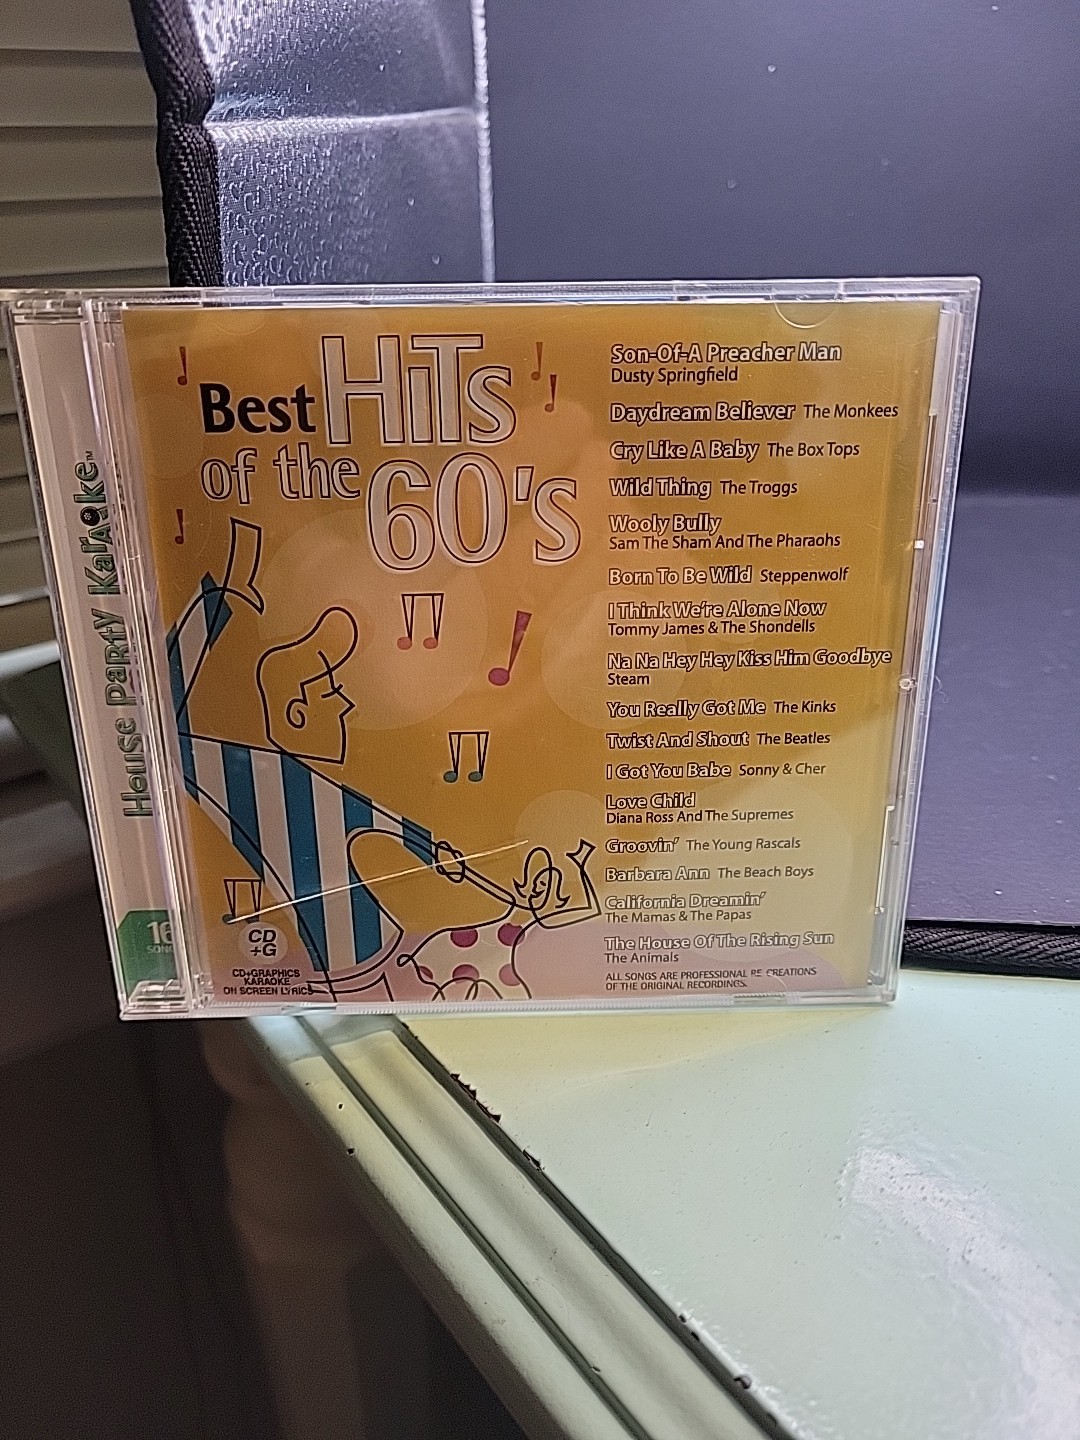 House Party Karaoke™
16
SONGS
Best Hits
of the 60's
CD
+G
CD+GRAPHICS
KARAOKE
ON SCREEN LYRICS
Son-Of-A Preacher Man
Dusty Springfield
Daydream Believer The Monkees
Cry Like A Baby The Box Tops
Wild Thing The Troggs
Wooly Bully
Sam The Sham And The Pharaohs
Born To Be Wild Steppenwolf
I Think We're Alone Now
Tommy James & The Shondells
Na Na Hey Hey Kiss Him Goodbye
Steam
You Really Got Me The Kinks
Twist And Shout The Beatles
I Got You Babe Sonny & Cher
Love Child
Diana Ross And The Supremes
Groovin' The Young Rascals
Barbara Ann The Beach Boys
California Dreamin'
The Mamas & The Papas
The House Of The Rising Sun
The Animals
ALL SONGS ARE PROFESSIONAL RE-CREATIONS
OF THE ORIGINAL RECORDINGS.